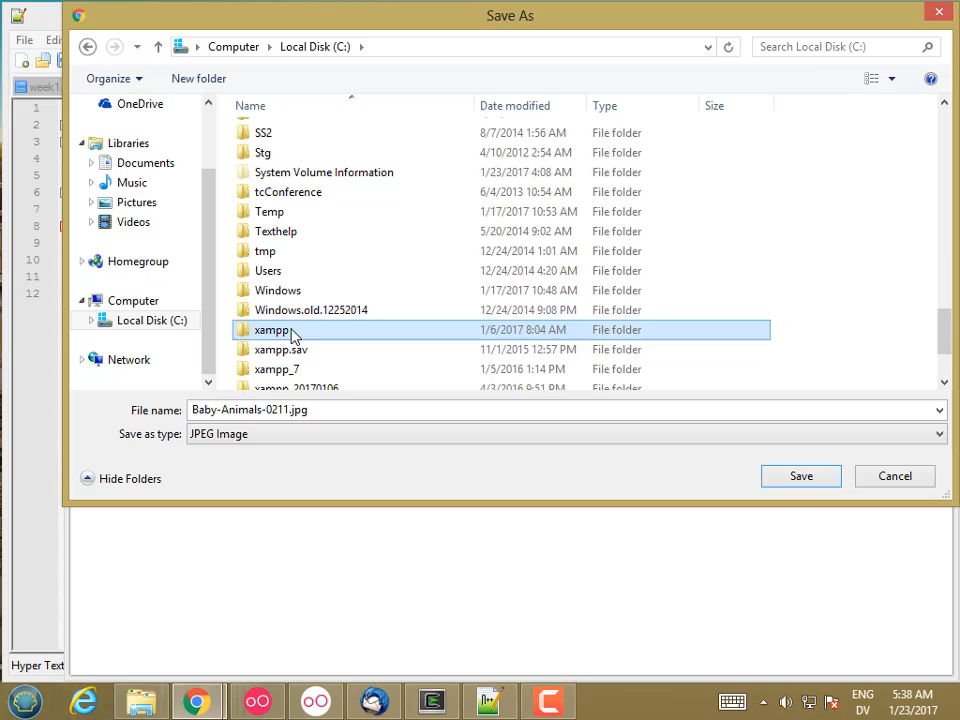 Save As
File Edi
Computer Local Disk (C:)
Search Local Disk (C:)
Organize New folder
week1
Name Date modified Type Size
OneDrive
Libraries
Documents
Music
Pictures
Videos
Homegroup
Computer
Local Disk (C:)
Network
SS2 8/7/2014 1:56 AM File folder
Stg 4/10/2012 2:54 AM File folder
System Volume Information 1/23/2017 4:08 AM File folder
tcConference 6/4/2013 10:54 AM File folder
Temp 1/17/2017 10:53 AM File folder
Texthelp 5/20/2014 9:02 AM File folder
tmp 12/24/2014 1:01 AM File folder
Users 12/24/2014 4:20 AM File folder
Windows 1/17/2017 10:48 AM File folder
Windows.old.12252014 12/24/2014 9:08 PM File folder
xampp 1/6/2017 8:04 AM File folder
xampp.sav 11/1/2015 12:57 PM File folder
xampp_7 1/5/2016 1:14 PM File folder
xampp_20170106 4/3/2016 9:51 PM File folder
1
2
3
4
5
6
7
8
9
10
11
12
File name: Baby-Animals-0211.jpg
Save as type: JPEG Image
Hide Folders Save Cancel
Hyper Text
ENG 5:38 AM
DV 1/23/2017